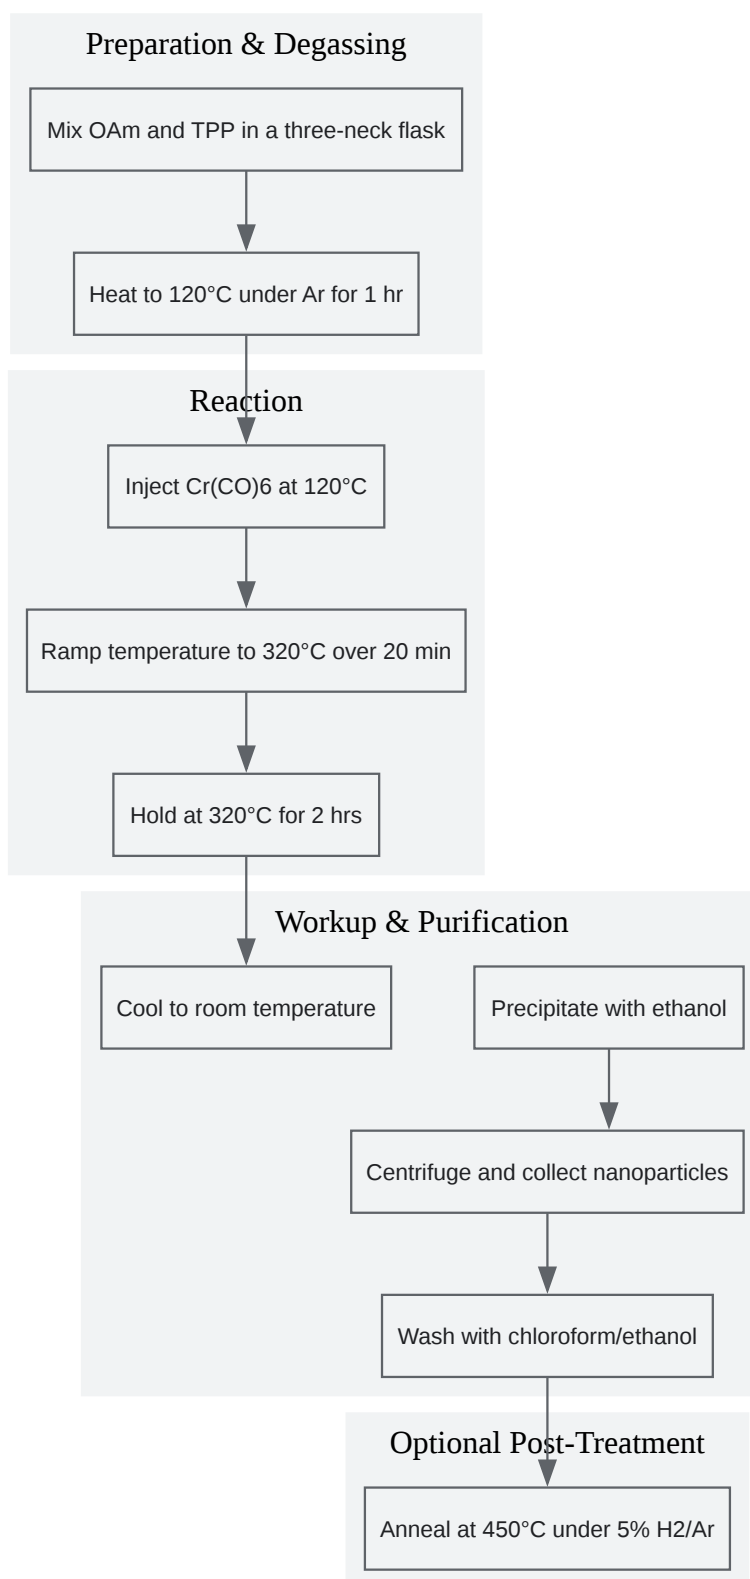 Preparation & Degassing
Mix OAm and TPP in a three-neck flask
Heat to 120°C under Ar for 1 hr
Reaction
Inject Cr(CO)6 at 120°C
Ramp temperature to 320°C over 20 min
Hold at 320°C for 2 hrs
Workup & Purification
Cool to room temperature
Precipitate with ethanol
Centrifuge and collect nanoparticles
Wash with chloroform/ethanol
Optional Post-Treatment
Anneal at 450°C under 5% H2/Ar